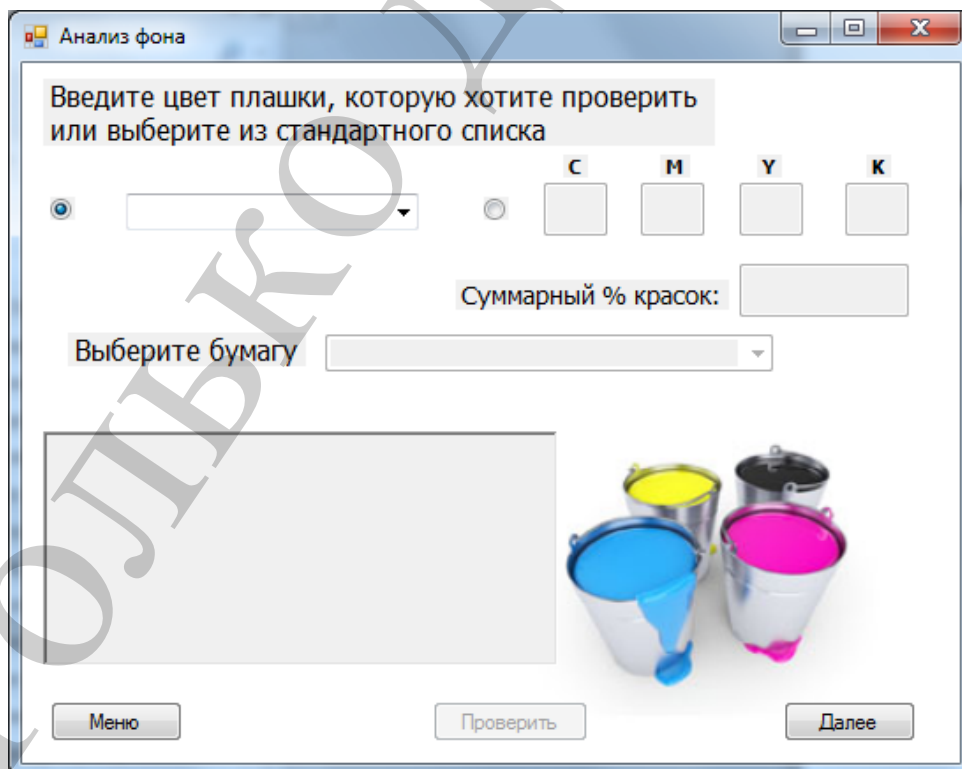 Анализ фона
Введите цвет плашки, которую хотите проверить
или выберите из стандартного списка
C M Y K
Суммарный % красок:
Выберите бумагу
Меню Проверить Далее